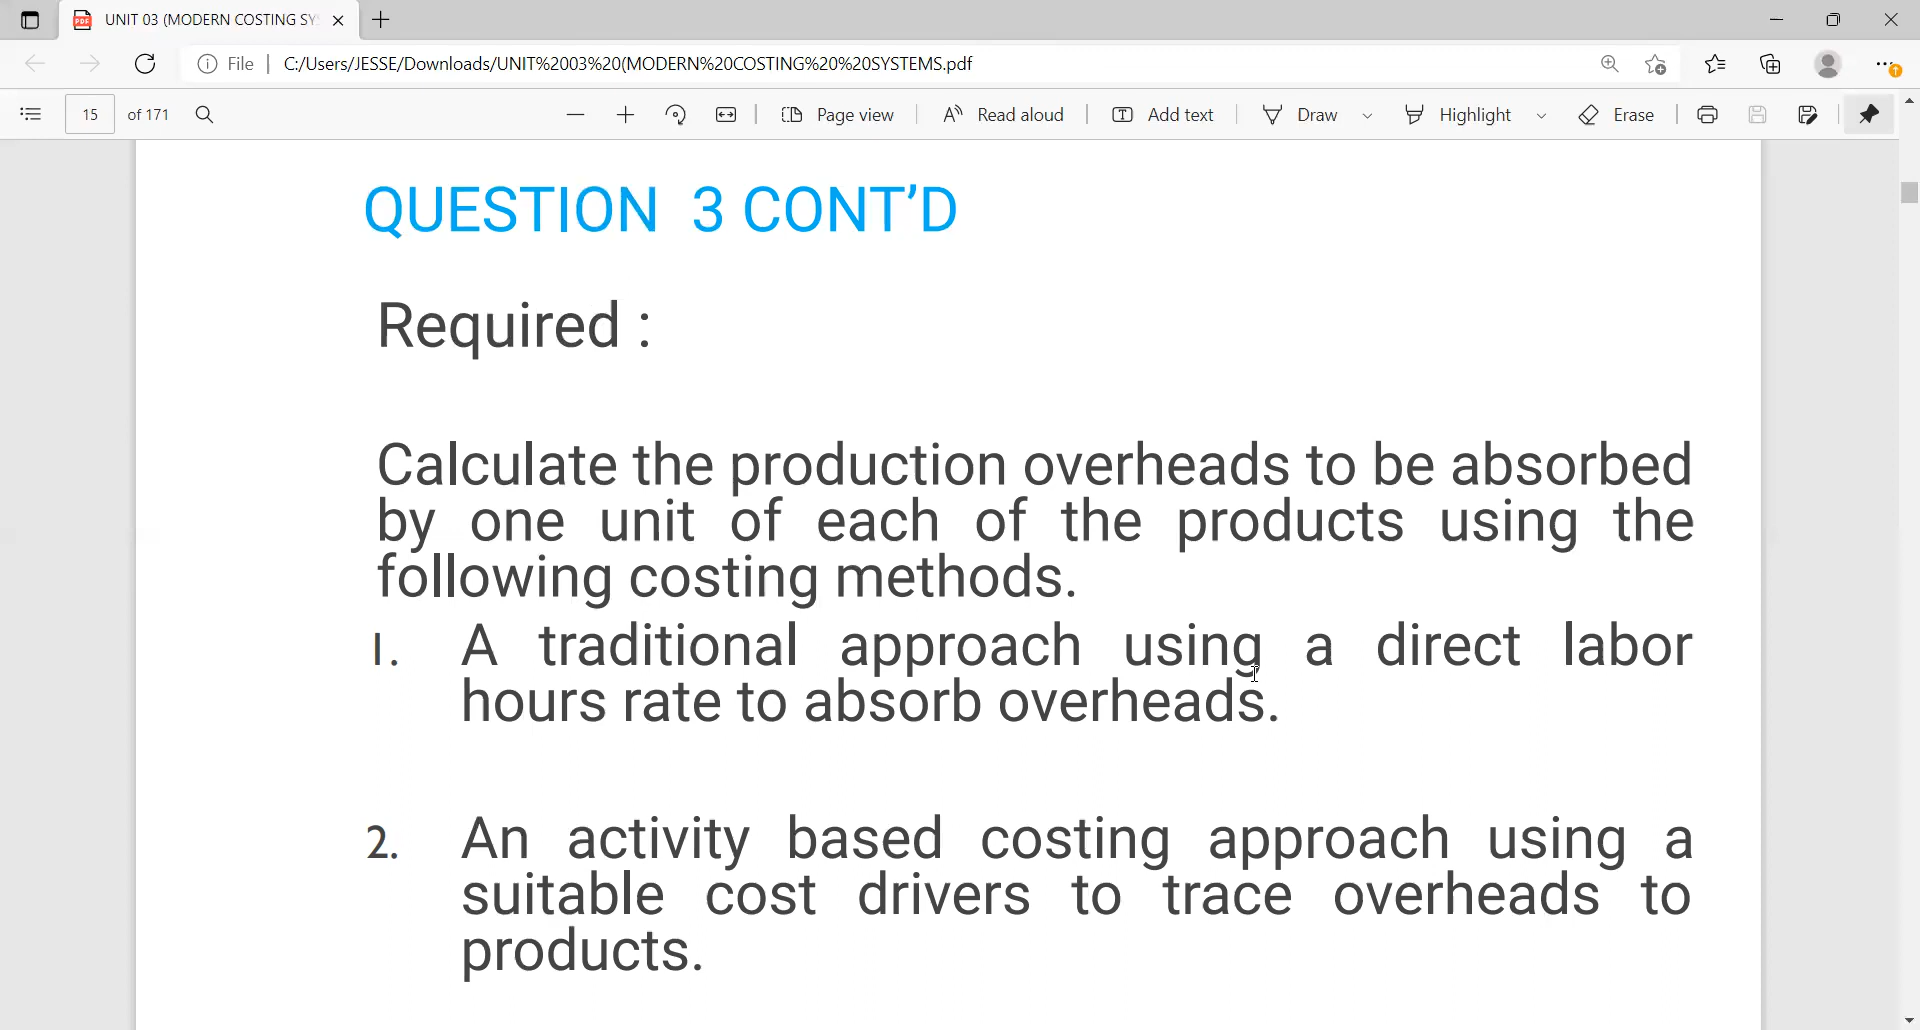 UNIT 03 (MODERN COSTING SY
File
C:/Users/JESSE/Downloads/UNIT%2003%20(MODERN%20COSTING%20%20SYSTEMS.pdf
15 of 171
Page view
Read aloud
Add text
Draw
Highlight
Erase
QUESTION 3 CONT’D
Required :
Calculate the production overheads to be absorbed
by one unit of each of the products using the
following costing methods.
1. A traditional approach using a direct labor
hours rate to absorb overheads.
2. An activity based costing approach using a
suitable cost drivers to trace overheads to
products.